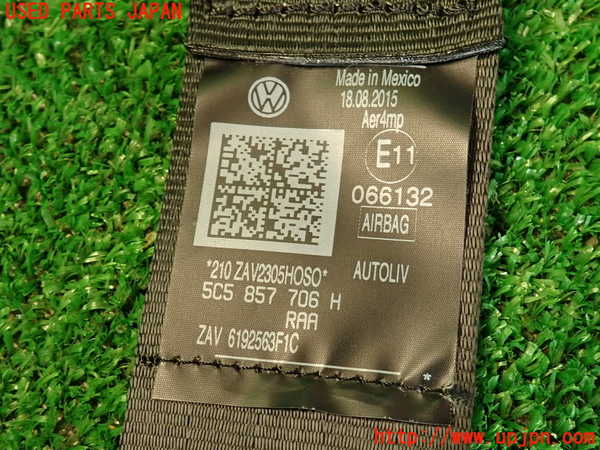 USED PARTS JAPAN
Made in Mexico
18.08.2015
Aer4mp
E11
066132
AIRBAG
*210 ZAV2305HOSO*
AUTOLIV
5C5 857 706 H
RAA
ZAV 6192563F1C
*
http://www.upjpn.com